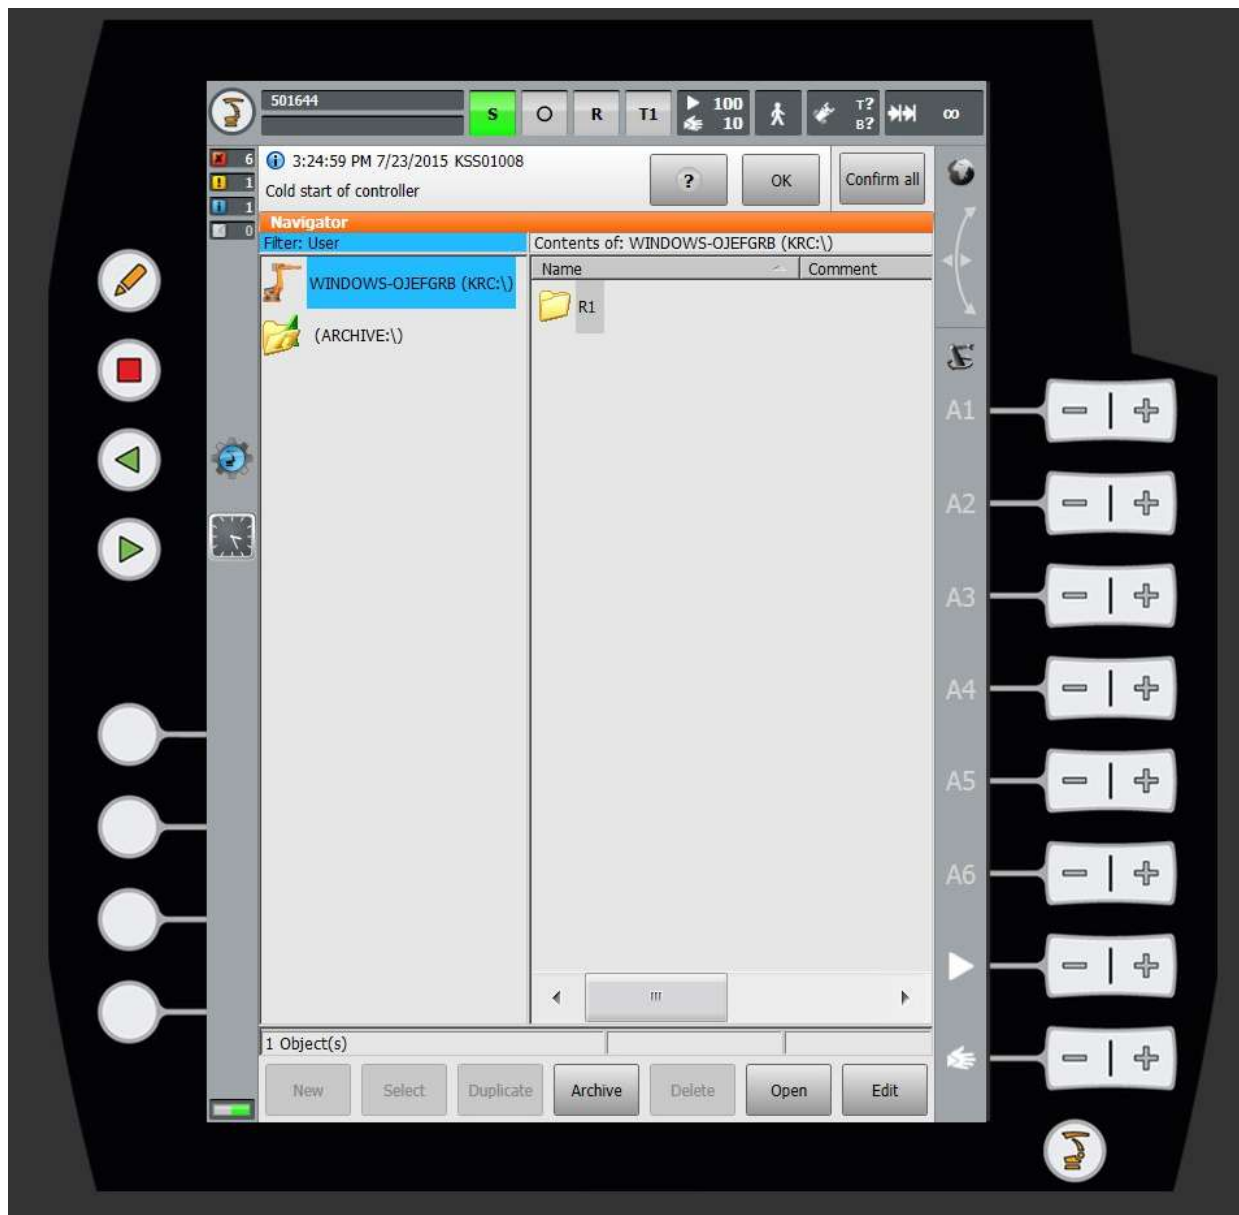 501644
S
O
R
T1
100
10
T?
B?
∞
6
1
1
0
3:24:59 PM 7/23/2015 KSS01008
Cold start of controller
?
OK
Confirm all
Navigator
Filter: User
Contents of: WINDOWS-OJEFGRB (KRC:\)
Name
Comment
WINDOWS-OJEFGRB (KRC:\)
(ARCHIVE:\)
R1
A1
A2
A3
A4
A5
A6
1 Object(s)
New
Select
Duplicate
Archive
Delete
Open
Edit